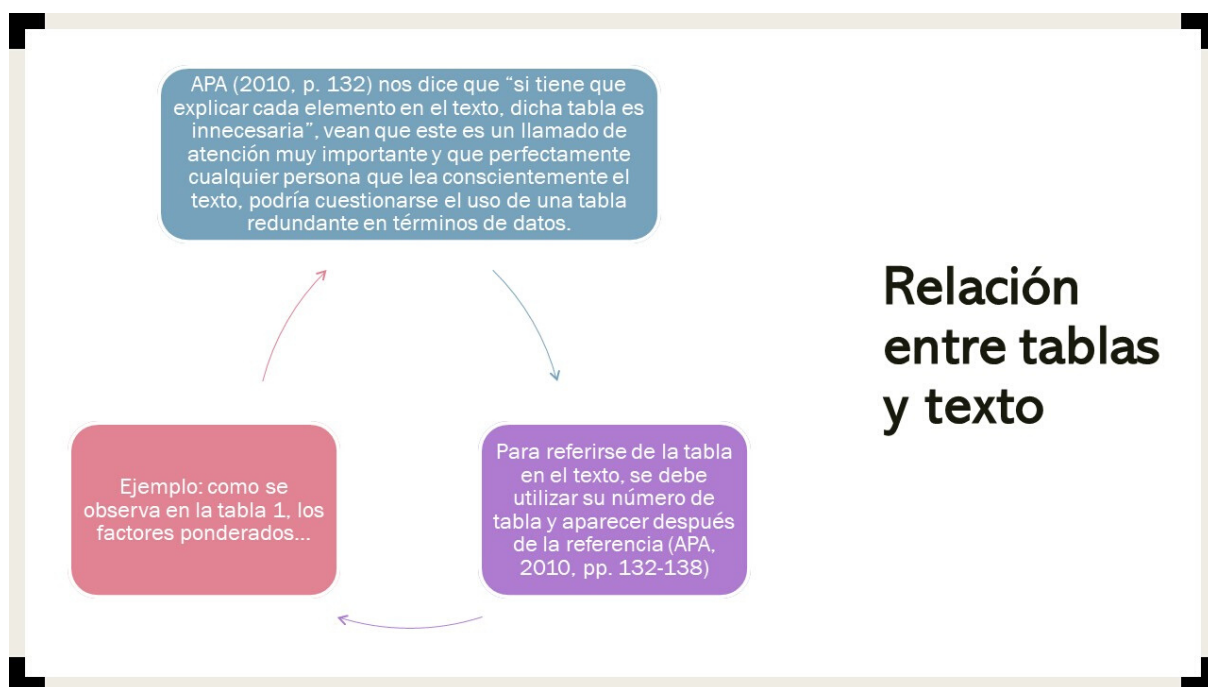 APA (2010, p. 132) nos dice que “si tiene que
explicar cada elemento en el texto, dicha tabla es
innecesaria”, vean que este es un llamado de
atención muy importante y que perfectamente
cualquier persona que lea conscientemente el
texto, podría cuestionarse el uso de una tabla
redundante en términos de datos.
Para referirse de la tabla
en el texto, se debe
utilizar su número de
tabla y aparecer después
de la referencia (APA,
2010, pp. 132-138)
Ejemplo: como se
observa en la tabla 1, los
factores ponderados...
Relación
entre tablas
y texto